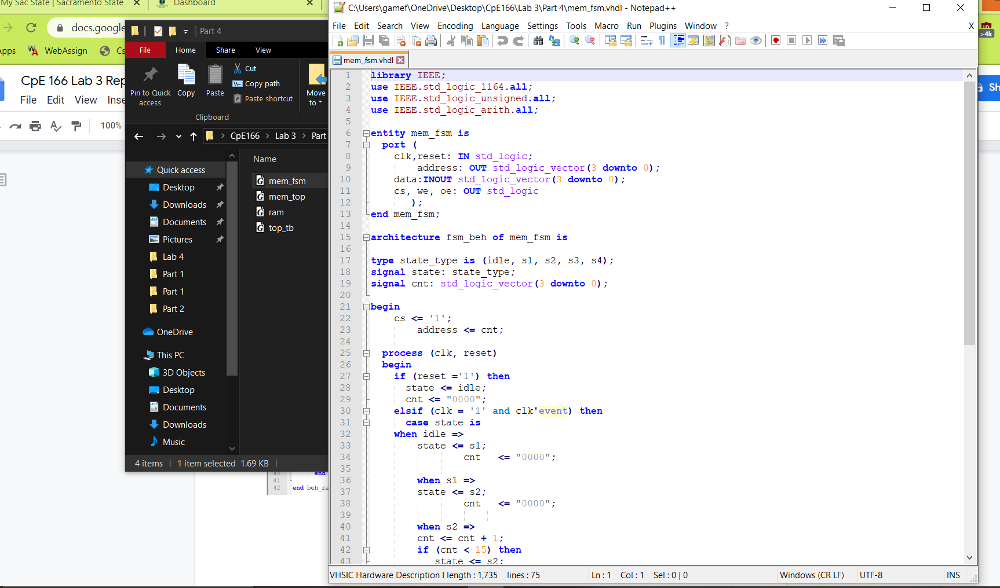 My Sac State | Sacramento State
Dashboard
docs.google
WebAssign
CpE 166 Lab 3 Rep
File Edit View Inse
100%
Part 4
File Home Share View
Pin to Quick access
Copy
Paste
Cut
Copy path
Paste shortcut
Move to
Clipboard
CpE166 > Lab 3 > Part
Name
Quick access
Desktop
Downloads
Documents
Pictures
Lab 4
Part 1
Part 1
Part 2
OneDrive
This PC
3D Objects
Desktop
Documents
Downloads
Music
mem_fsm
mem_top
ram
top_tb
4 items | 1 item selected 1.69 KB |
40 end
41
42 end beh_ra
C:\Users\gamef\OneDrive\Desktop\CpE166\Lab 3\Part 4\mem_fsm.vhdl - Notepad++
File Edit Search View Encoding Language Settings Tools Macro Run Plugins Window ? X
mem_fsm.vhdl
1 library IEEE;
2 use IEEE.std_logic_1164.all;
3 use IEEE.std_logic_unsigned.all;
4 use IEEE.std_logic_arith.all;
5
6 entity mem_fsm is
7 port (
8 clk,reset: IN std_logic;
9 address: OUT std_logic_vector(3 downto 0);
10 data:INOUT std_logic_vector(3 downto 0);
11 cs, we, oe: OUT std_logic
12 );
13 end mem_fsm;
14
15 architecture fsm_beh of mem_fsm is
16
17 type state_type is (idle, s1, s2, s3, s4);
18 signal state: state_type;
19 signal cnt: std_logic_vector(3 downto 0);
20
21 begin
22 cs <= '1';
23 address <= cnt;
24
25 process (clk, reset)
26 begin
27 if (reset ='1') then
28 state <= idle;
29 cnt <= "0000";
30 elsif (clk = '1' and clk'event) then
31 case state is
32 when idle =>
33 state <= s1;
34 cnt <= "0000";
35
36 when s1 =>
37 state <= s2;
38 cnt <= "0000";
39
40 when s2 =>
41 cnt <= cnt + 1;
42 if (cnt < 15) then
43 state <= s2;
VHSIC Hardware Description l length : 1,735 lines : 75 Ln : 1 Col : 1 Sel : 0 | 0 Windows (CR LF) UTF-8 INS
>4k
Sh